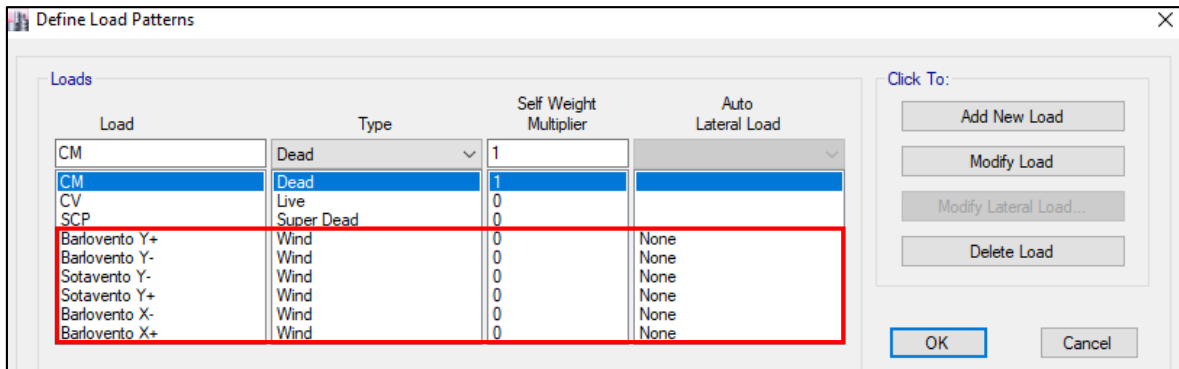 Define Load Patterns
Loads
Click To:
Load Type Self Weight Multiplier Auto Lateral Load
CM Dead 1
CM Dead 1
CV Live 0
SCP Super Dead 0
Barlovento Y+ Wind 0 None
Barlovento Y- Wind 0 None
Sotavento Y- Wind 0 None
Sotavento Y+ Wind 0 None
Barlovento X- Wind 0 None
Barlovento X+ Wind 0 None
Add New Load
Modify Load
Modify Lateral Load...
Delete Load
OK Cancel